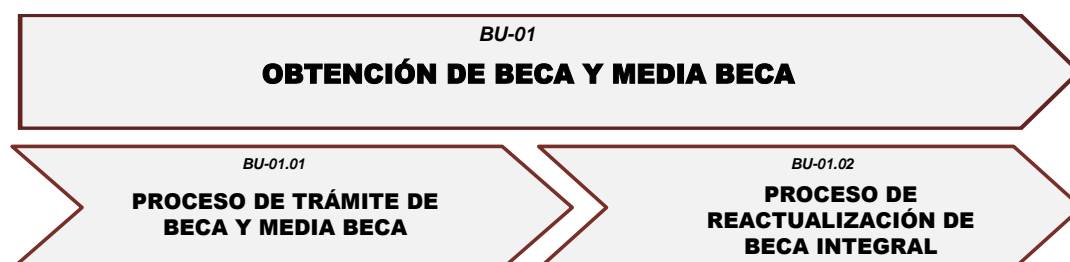 BU-01
OBTENCIÓN DE BECA Y MEDIA BECA
BU-01.01
PROCESO DE TRÁMITE DE
BECA Y MEDIA BECA
BU-01.02
PROCESO DE
REACTUALIZACIÓN DE
BECA INTEGRAL